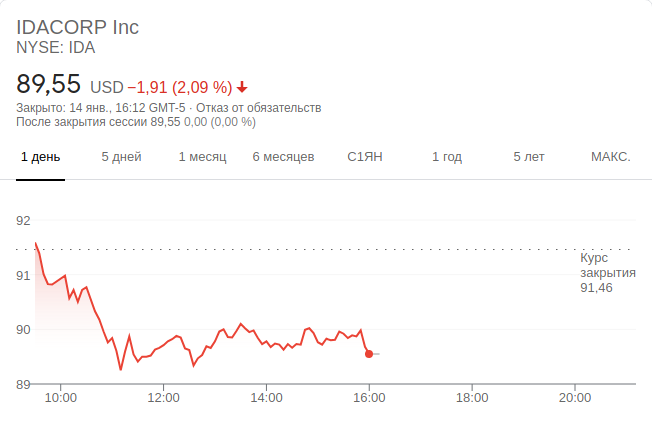 IDACORP Inc
NYSE: IDA
89,55 USD −1,91 (2,09 %)
Закрыто: 14 янв., 16:12 GMT-5 · Отказ от обязательств
После закрытия сессии 89,55 0,00 (0,00 %)
1 день 5 дней 1 месяц 6 месяцев С1ЯН 1 год 5 лет МАКС.
92
Курс
закрытия
91,46
91
90
89
10:00 12:00 14:00 16:00 18:00 20:00